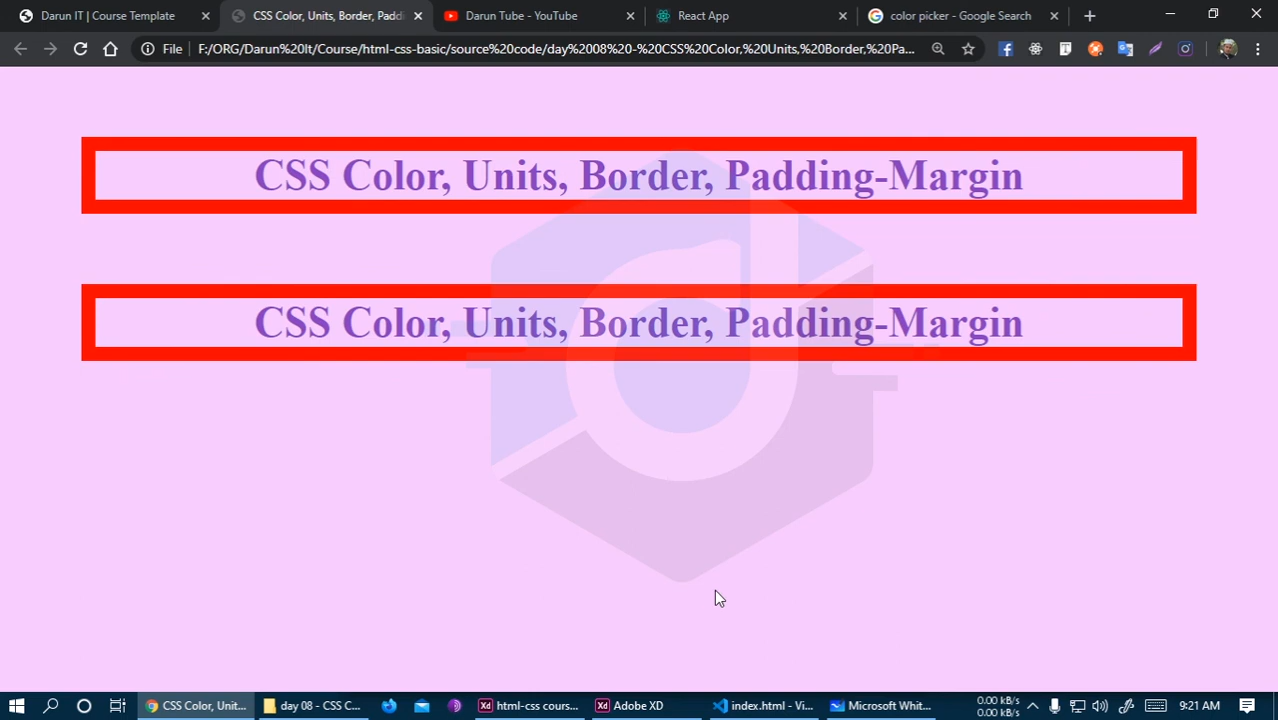 Darun IT | Course Template
CSS Color, Units, Border, Paddi
Darun Tube - YouTube
React App
color picker - Google Search
File
F:/ORG/Darun%20It/Course/html-css-basic/source%20code/day%2008%20-%20CSS%20Color,%20Units,%20Border,%20Pa...
CSS Color, Units, Border, Padding-Margin
CSS Color, Units, Border, Padding-Margin
CSS Color, Unit...
day 08 - CSS C...
html-css cours...
Adobe XD
index.html - Vi...
Microsoft Whit...
0.00 kB/s
0.00 kB/s
9:21 AM